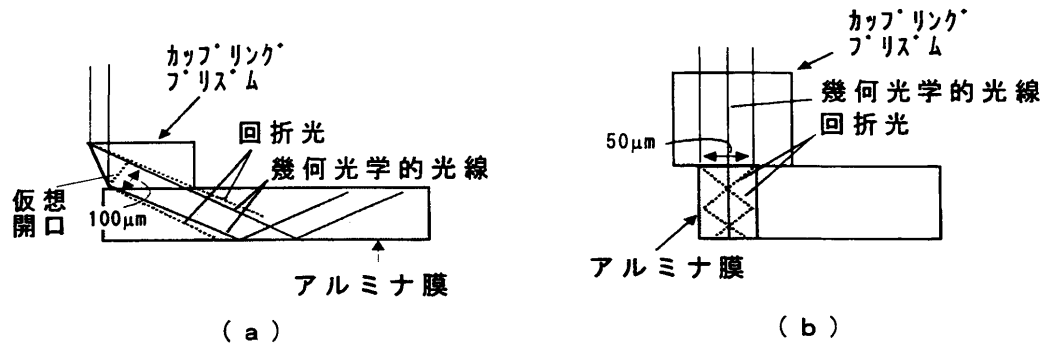 カップリング
プリズム
回折光
幾何光学的光線
仮想
開口
100μm
アルミナ膜
(a)
カップリング
プリズム
幾何光学的光線
回折光
50μm
アルミナ膜
(b)